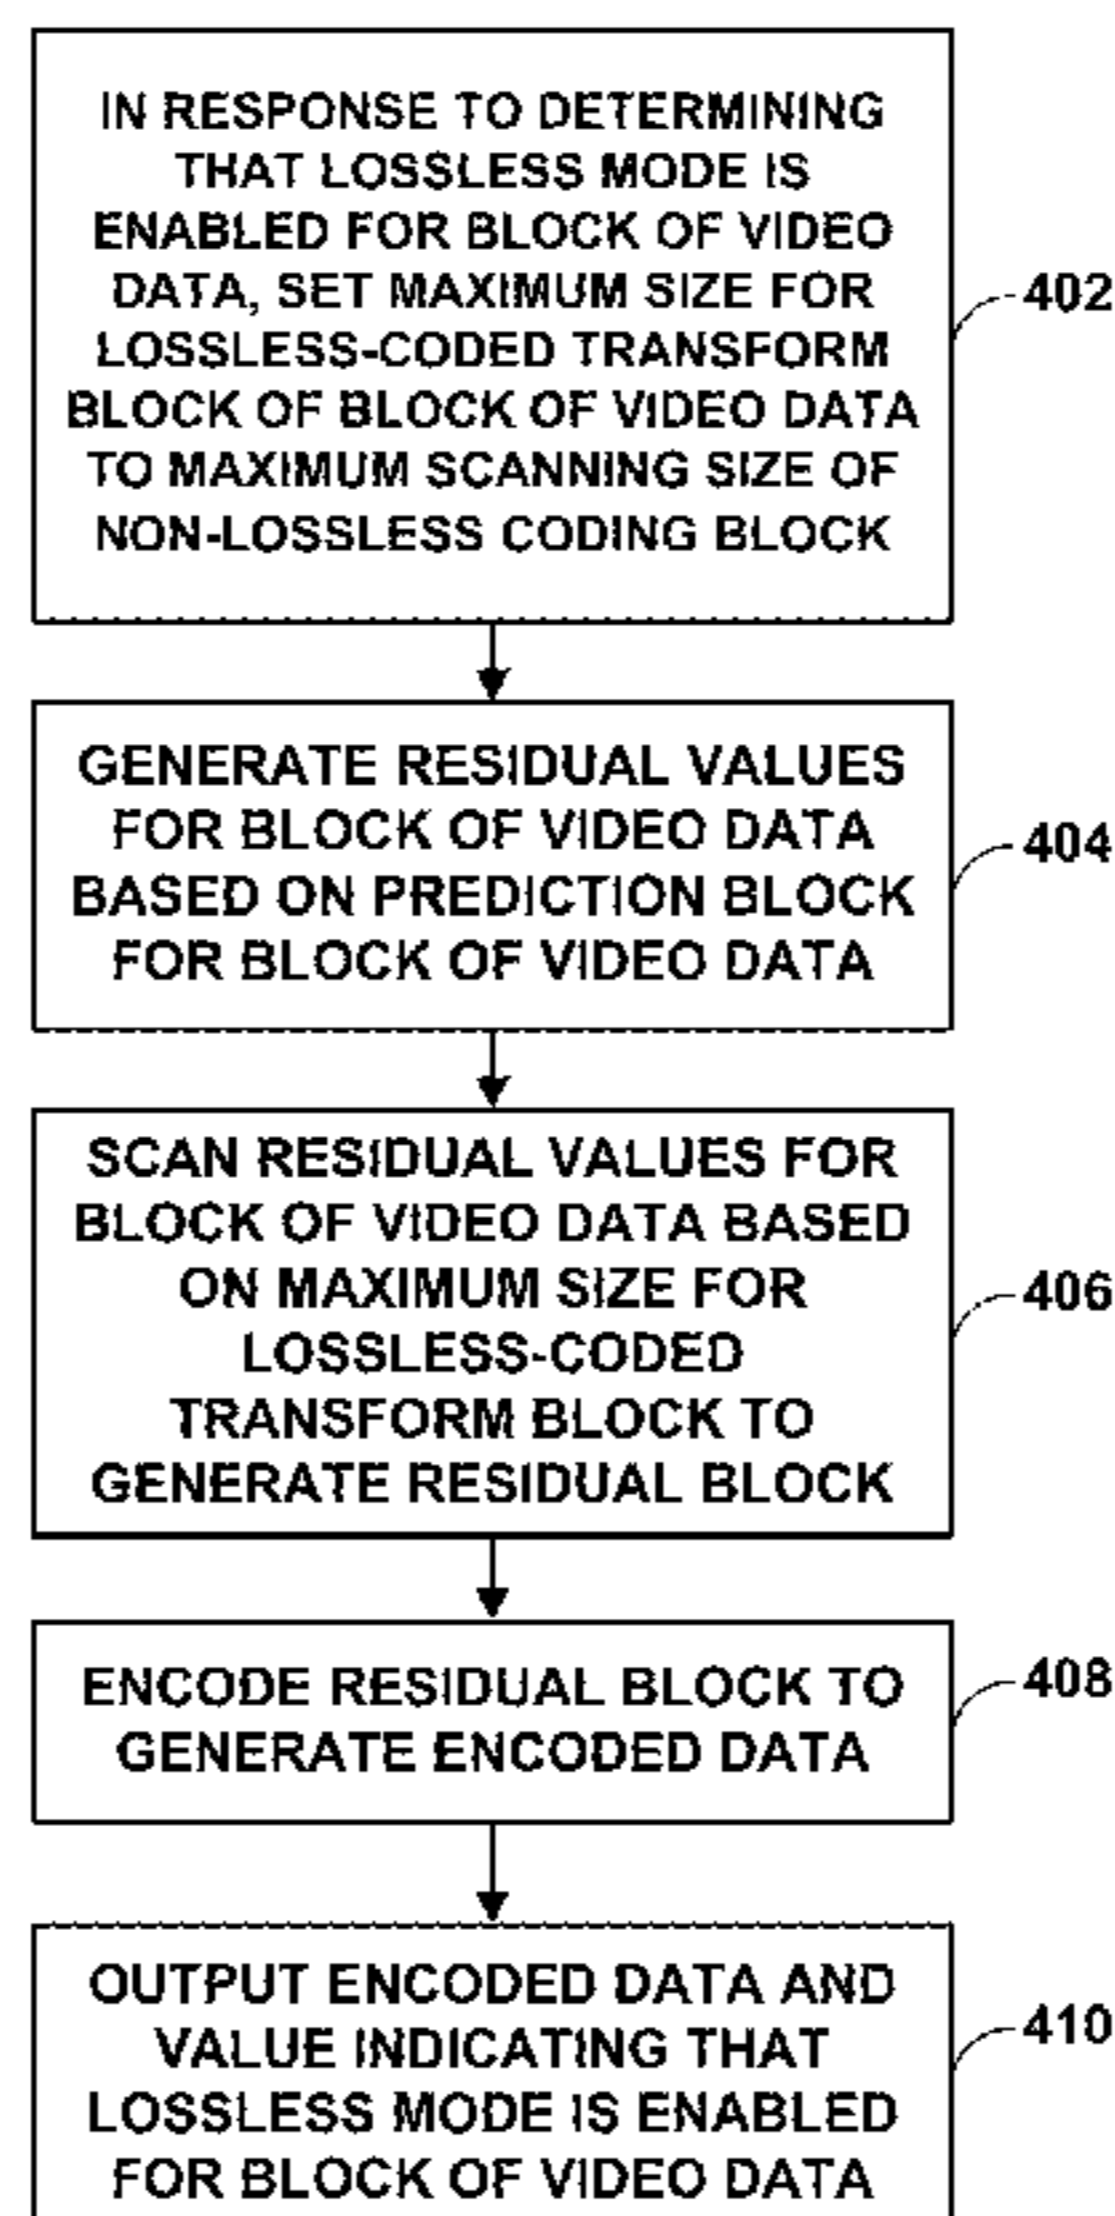 IN RESPONSE TO DETERMINING
THAT LOSSLESS MODE IS
ENABLED FOR BLOCK OF VIDEO
DATA, SET MAXIMUM SIZE FOR
LOSSLESS-CODED TRANSFORM
BLOCK OF BLOCK OF VIDEO DATA
TO MAXIMUM SCANNING SIZE OF
NON-LOSSLESS CODING BLOCK
402
GENERATE RESIDUAL VALUES
FOR BLOCK OF VIDEO DATA
BASED ON PREDICTION BLOCK
FOR BLOCK OF VIDEO DATA
404
SCAN RESIDUAL VALUES FOR
BLOCK OF VIDEO DATA BASED
ON MAXIMUM SIZE FOR
LOSSLESS-CODED
TRANSFORM BLOCK TO
GENERATE RESIDUAL BLOCK
406
ENCODE RESIDUAL BLOCK TO
GENERATE ENCODED DATA
408
OUTPUT ENCODED DATA AND
VALUE INDICATING THAT
LOSSLESS MODE IS ENABLED
FOR BLOCK OF VIDEO DATA
410